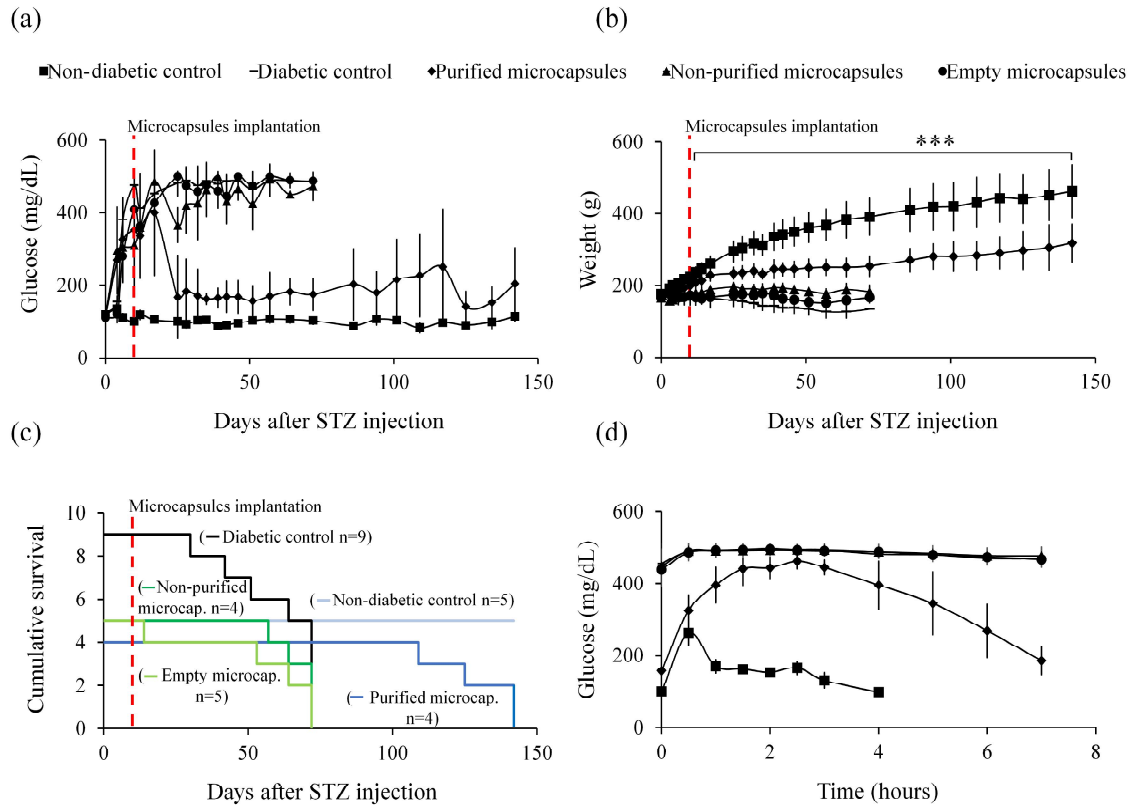 (a)
(b)
Non-diabetic control
Diabetic control
Purified microcapsules
Non-purified microcapsules
Empty microcapsules
Microcapsules implantation
Glucose (mg/dL)
600
400
200
0
0
50
100
150
Days after STZ injection
Microcapsules implantation
***
Weight (g)
600
400
200
0
0
50
100
150
Days after STZ injection
(c)
(d)
Microcapsulcs implantation
Cumulative survival
10
8
6
4
2
0
(— Diabetic control n=9)
(— Non-purified
microcap. n=4)
(— Non-diabetic control n=5)
(— Empty microcap.
n=5)
(— Purified microcap.
n=4)
0
50
100
150
Days after STZ injection
Glucose (mg/dL)
600
400
200
0
0
2
4
6
8
Time (hours)